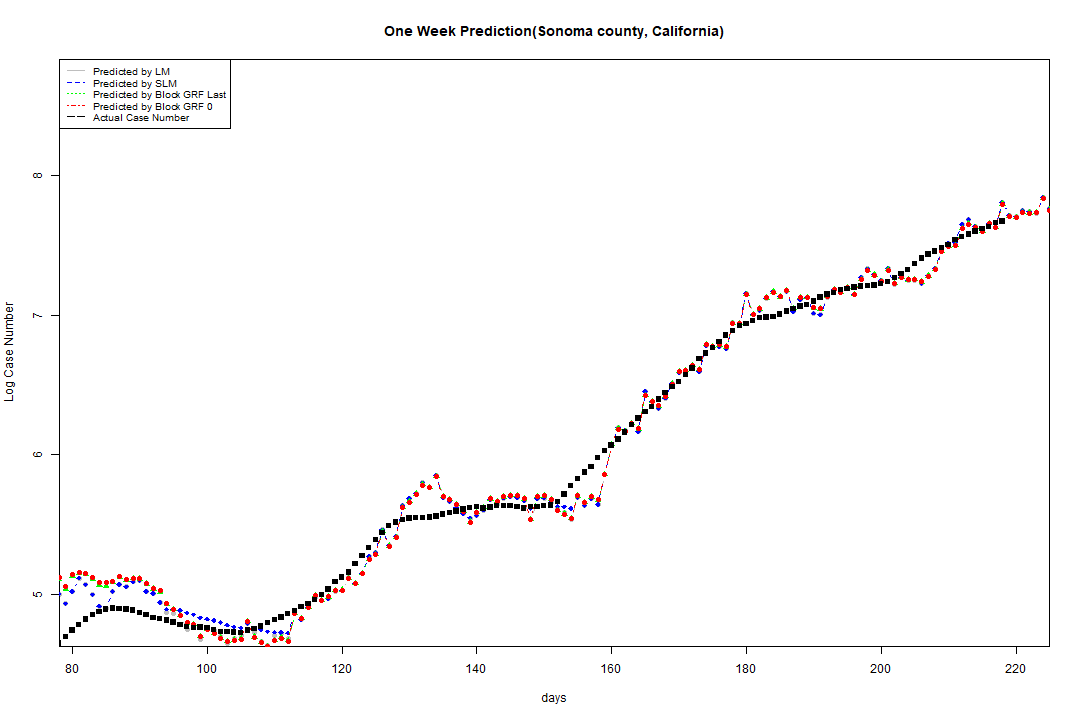 One Week Prediction(Sonoma county, California)
Predicted by LM
Predicted by SLM
Predicted by Block GRF Last
Predicted by Block GRF 0
Actual Case Number
8
7
6
5
Log Case Number
80 100 120 140 160 180 200 220
days